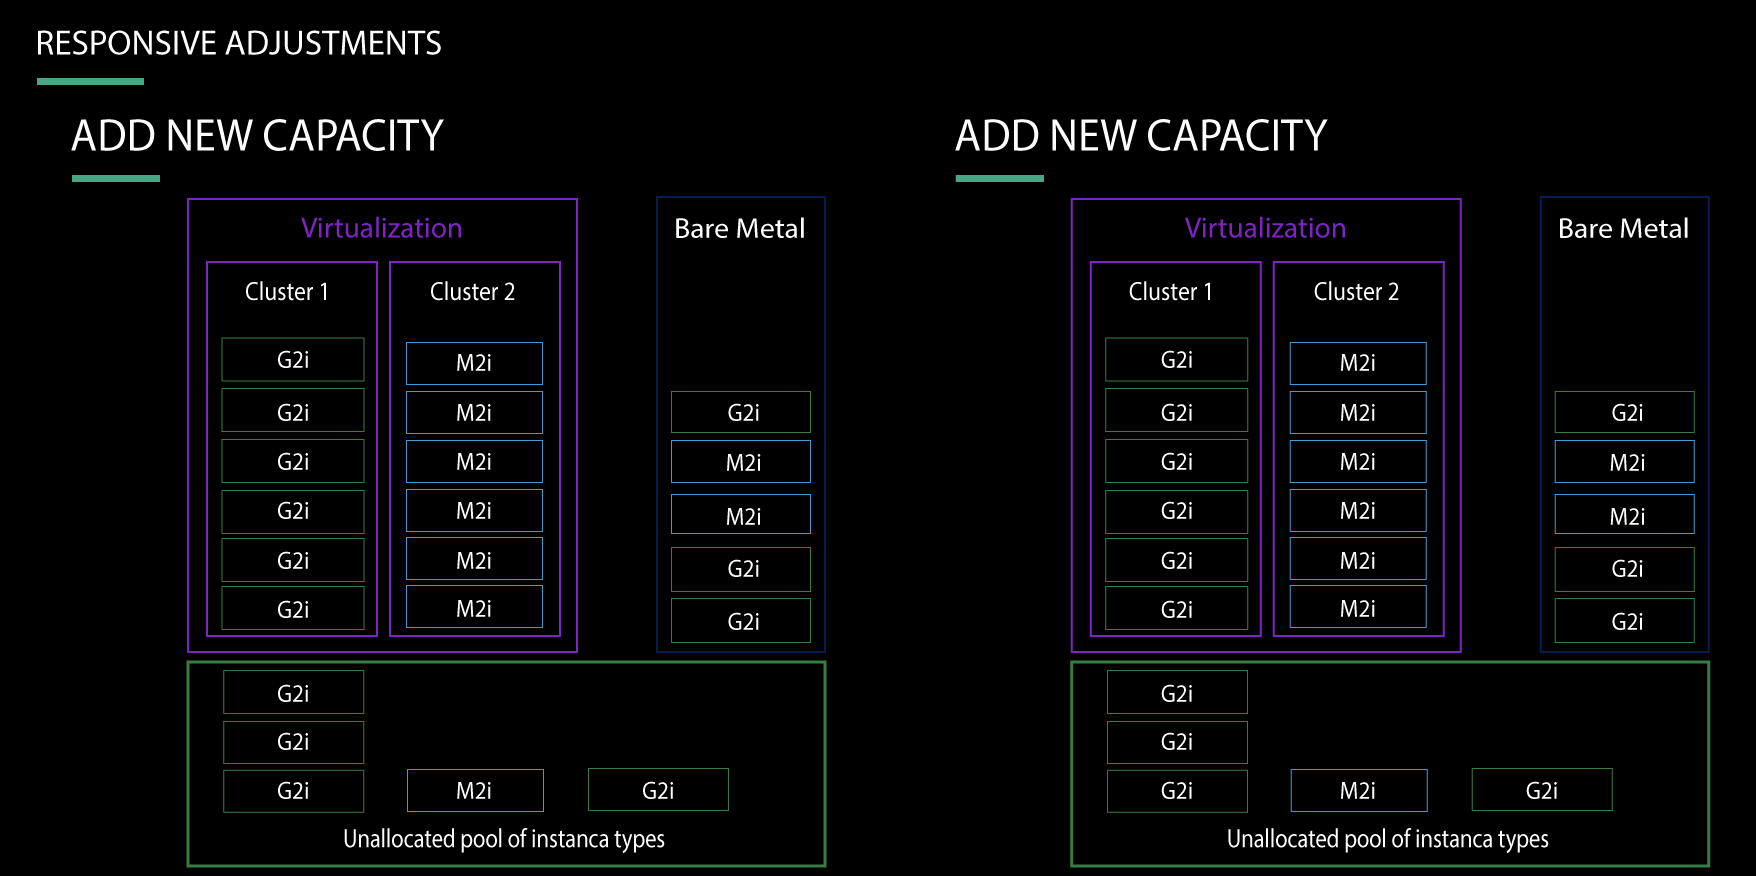 RESPONSIVE ADJUSTMENTS
ADD NEW CAPACITY
Virtualization
Bare Metal
Cluster 1
Cluster 2
G2i
M2i
G2i
M2i
G2i
G2i
M2i
M2i
G2i
M2i
M2i
G2i
M2i
G2i
G2i
M2i
G2i
G2i
G2i
G2i
M2i
G2i
Unallocated pool of instanca types
ADD NEW CAPACITY
Virtualization
Bare Metal
Cluster 1
Cluster 2
G2i
M2i
G2i
M2i
G2i
G2i
M2i
M2i
G2i
M2i
M2i
G2i
M2i
G2i
G2i
M2i
G2i
G2i
G2i
G2i
M2i
G2i
Unallocated pool of instanca types